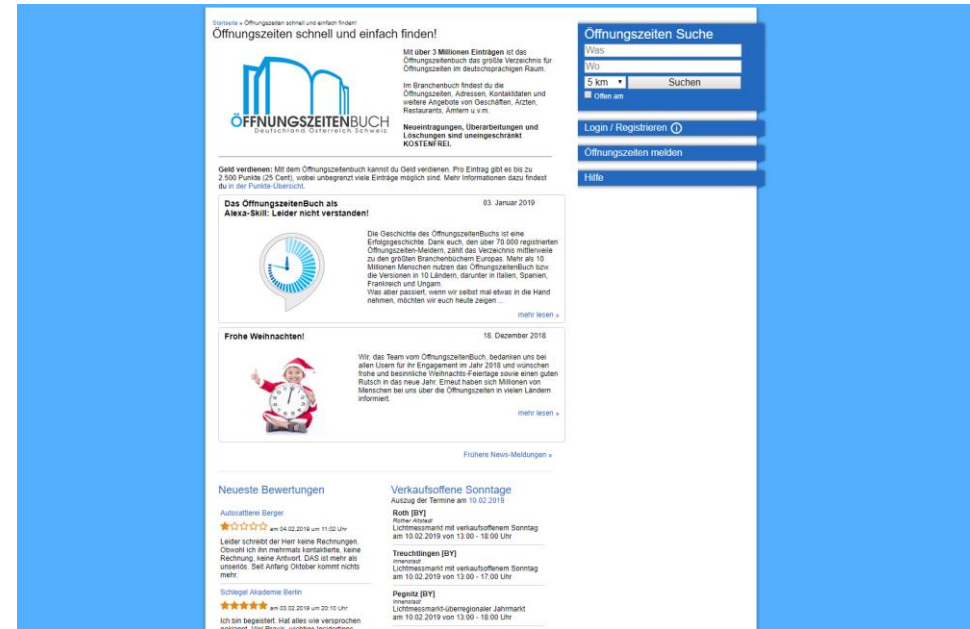 Startseite » Öffnungszeiten schnell und einfach finden!
Öffnungszeiten schnell und einfach finden!
ÖFFNUNGSZEITENBUCH
Deutschland Österreich Schweiz
Mit über 3 Millionen Einträgen ist das
Öffnungszeitenbuch das größte Verzeichnis für
Öffnungszeiten im deutschsprachigen Raum.
Im Branchenbuch findest du die
Öffnungszeiten, Adressen, Kontaktdaten und
weitere Angebote von Geschäften, Ärzten,
Restaurants, Ämtern u.v.m.
Neueintragungen, Überarbeitungen und
Löschungen sind uneingeschränkt
KOSTENFREI.
Geld verdienen: Mit dem Öffnungszeitenbuch kannst du Geld verdienen. Pro Eintrag gibt es bis zu
2.500 Punkte (25 Cent), wobei unbegrenzt viele Einträge möglich sind. Mehr Informationen dazu findest
du in der Punkte-Übersicht.
Das ÖffnungszeitenBuch als
Alexa-Skill: Leider nicht verstanden!
03. Januar 2019
Die Geschichte des ÖffnungszeitenBuchs ist eine
Erfolgsgeschichte. Dank euch, den über 70.000 registrierten
Öffnungszeiten-Meldern, zählt das Verzeichnis mittlerweile
zu den größten Branchenbüchern Europas. Mehr als 10
Millionen Menschen nutzen das ÖffnungszeitenBuch bzw.
die Versionen in 10 Ländern, darunter in Italien, Spanien,
Frankreich und Ungarn.
Was aber passiert, wenn wir selbst mal etwas in die Hand
nehmen, möchten wir euch heute zeigen ...
mehr lesen »
Frohe Weihnachten!
18. Dezember 2018
Wir, das Team vom ÖffnungszeitenBuch, bedanken uns bei
allen Usern für ihr Engagement im Jahr 2018 und wünschen
frohe und besinnliche Weihnachts-Feiertage sowie einen guten
Rutsch in das neue Jahr. Erneut haben sich Millionen von
Menschen bei uns über die Öffnungszeiten in vielen Ländern
informiert.
mehr lesen »
Frühere News-Meldungen »
Neueste Bewertungen
Autosattlerei Berger
am 04.02.2019 um 11:02 Uhr
Leider schreibt der Herr keine Rechnungen.
Obwohl ich ihn mehrmals kontaktierte, keine
Rechnung, keine Antwort. DAS ist mehr als
unseriös. Seit Anfang Oktober kommt nichts
mehr.
Schlegel Akademie Berlin
am 03.02.2019 um 20:10 Uhr
Ich bin begeistert. Hat alles wie versprochen
geklappt. Viel Praxis, wichtige Insidertipps
Verkaufsoffene Sonntage
Auszug der Termine am 10.02.2019
Roth [BY]
Rother Altstadt
Lichtmessmarkt mit verkaufsoffenem Sonntag
am 10.02.2019 von 13:00 - 18:00 Uhr
Treuchtlingen [BY]
Innenstadt
Lichtmessmarkt mit verkaufsoffenem Sonntag
am 10.02.2019 von 13:00 - 17:00 Uhr
Pegnitz [BY]
Innenstadt
Lichtmessmarkt-überregionaler Jahrmarkt
am 10.02.2019 von 13:00 - 18:00 Uhr
Öffnungszeiten Suche
Was
Wo
5 km
Suchen
Offen am
Login / Registrieren
Öffnungszeiten melden
Hilfe